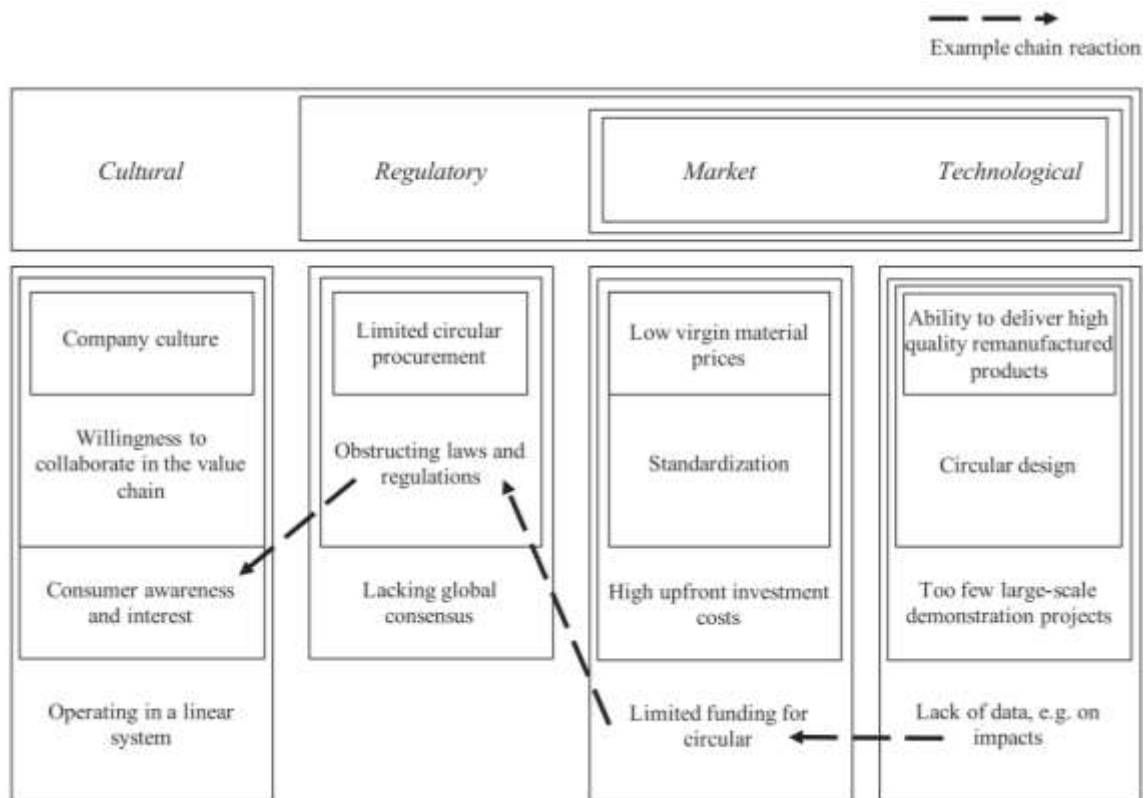 Example chain reaction
Cultural
Regulatory
Market
Technological
Company culture
Willingness to
collaborate in the value
chain
Consumer awareness
and interest
Operating in a linear
system
Limited circular
procurement
Obstructing laws and
regulations
Lacking global
consensus
Low virgin material
prices
Standardization
High upfront investment
costs
Limited funding for
circular
Ability to deliver high
quality remanufactured
products
Circular design
Too few large-scale
demonstration projects
Lack of data, e.g. on
impacts